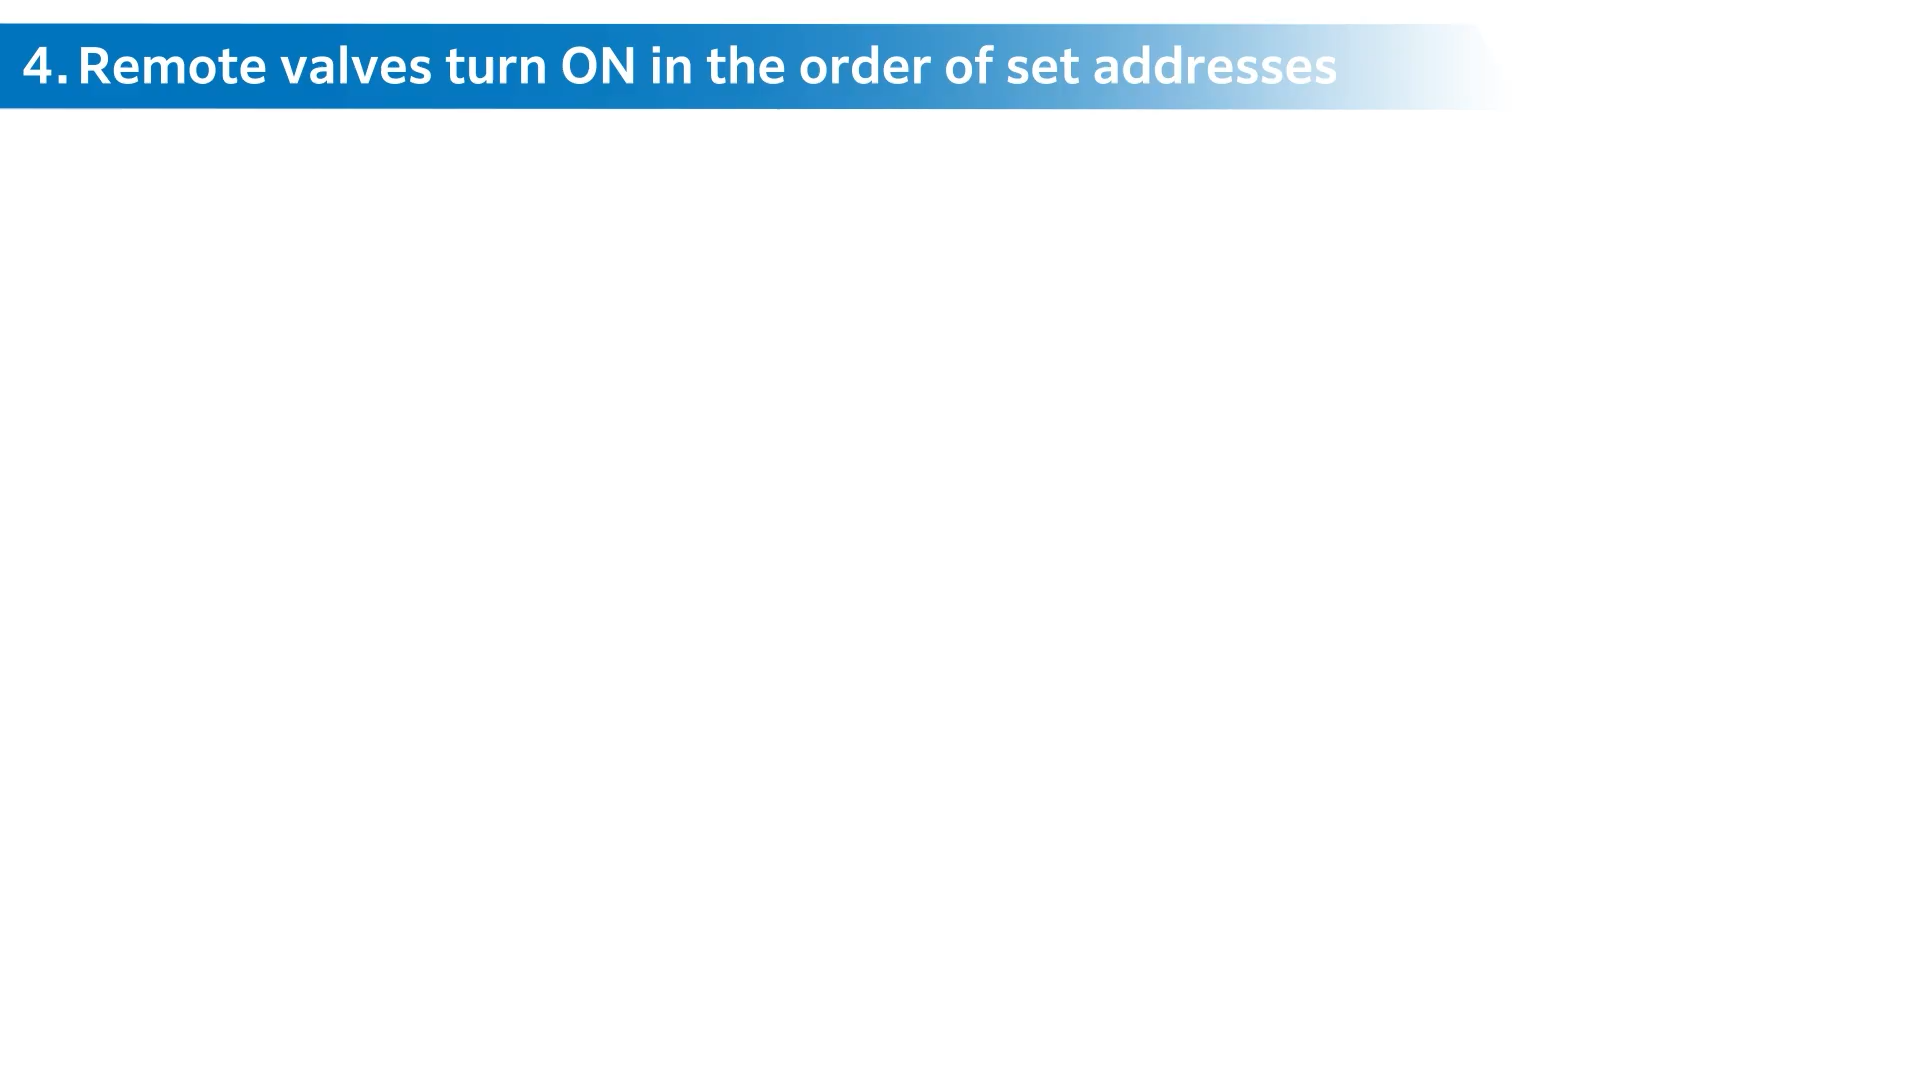 4. Remote valves turn ON in the order of set addresses